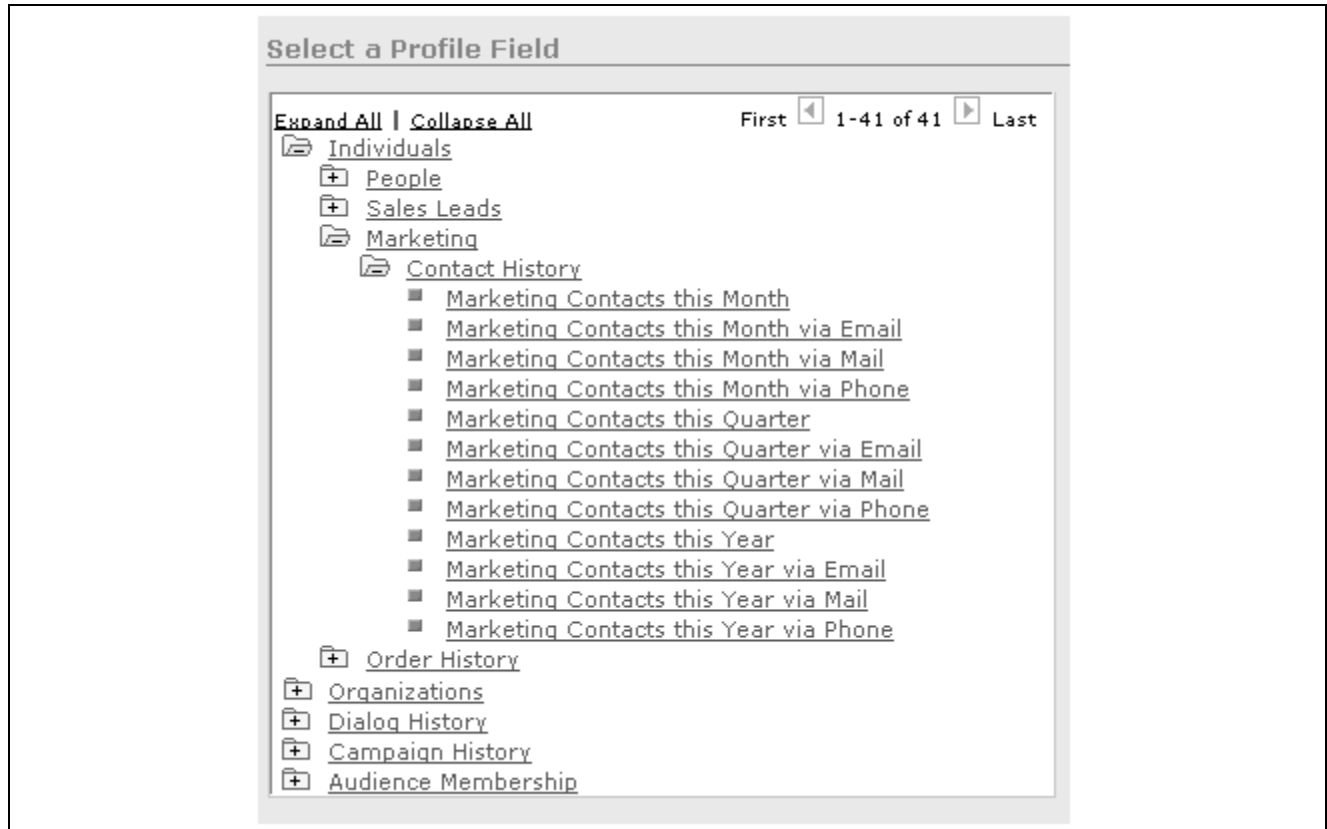 Select a Profile Field
Expand All | Collapse All First 1-41 of 41 Last
Individuals
People
Sales Leads
Marketing
Contact History
Marketing Contacts this Month
Marketing Contacts this Month via Email
Marketing Contacts this Month via Mail
Marketing Contacts this Month via Phone
Marketing Contacts this Quarter
Marketing Contacts this Quarter via Email
Marketing Contacts this Quarter via Mail
Marketing Contacts this Quarter via Phone
Marketing Contacts this Year
Marketing Contacts this Year via Email
Marketing Contacts this Year via Mail
Marketing Contacts this Year via Phone
Order History
Organizations
Dialog History
Campaign History
Audience Membership